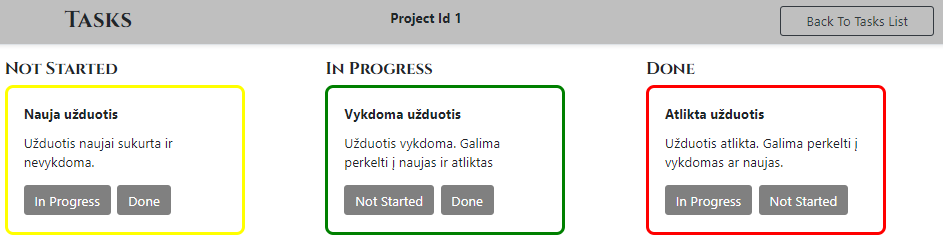 Tasks
Project Id 1
Back To Tasks List
Not Started
Nauja užduotis
Užduotis naujai sukurta ir
nevykdoma.
In Progress
Done
In Progress
Vykdoma užduotis
Užduotis vykdoma. Galima
perkelti į naujas ir atliktas
Not Started
Done
Done
Atlikta užduotis
Užduotis atlikta. Galima perkelti į
vykdomas ar naujas.
In Progress
Not Started